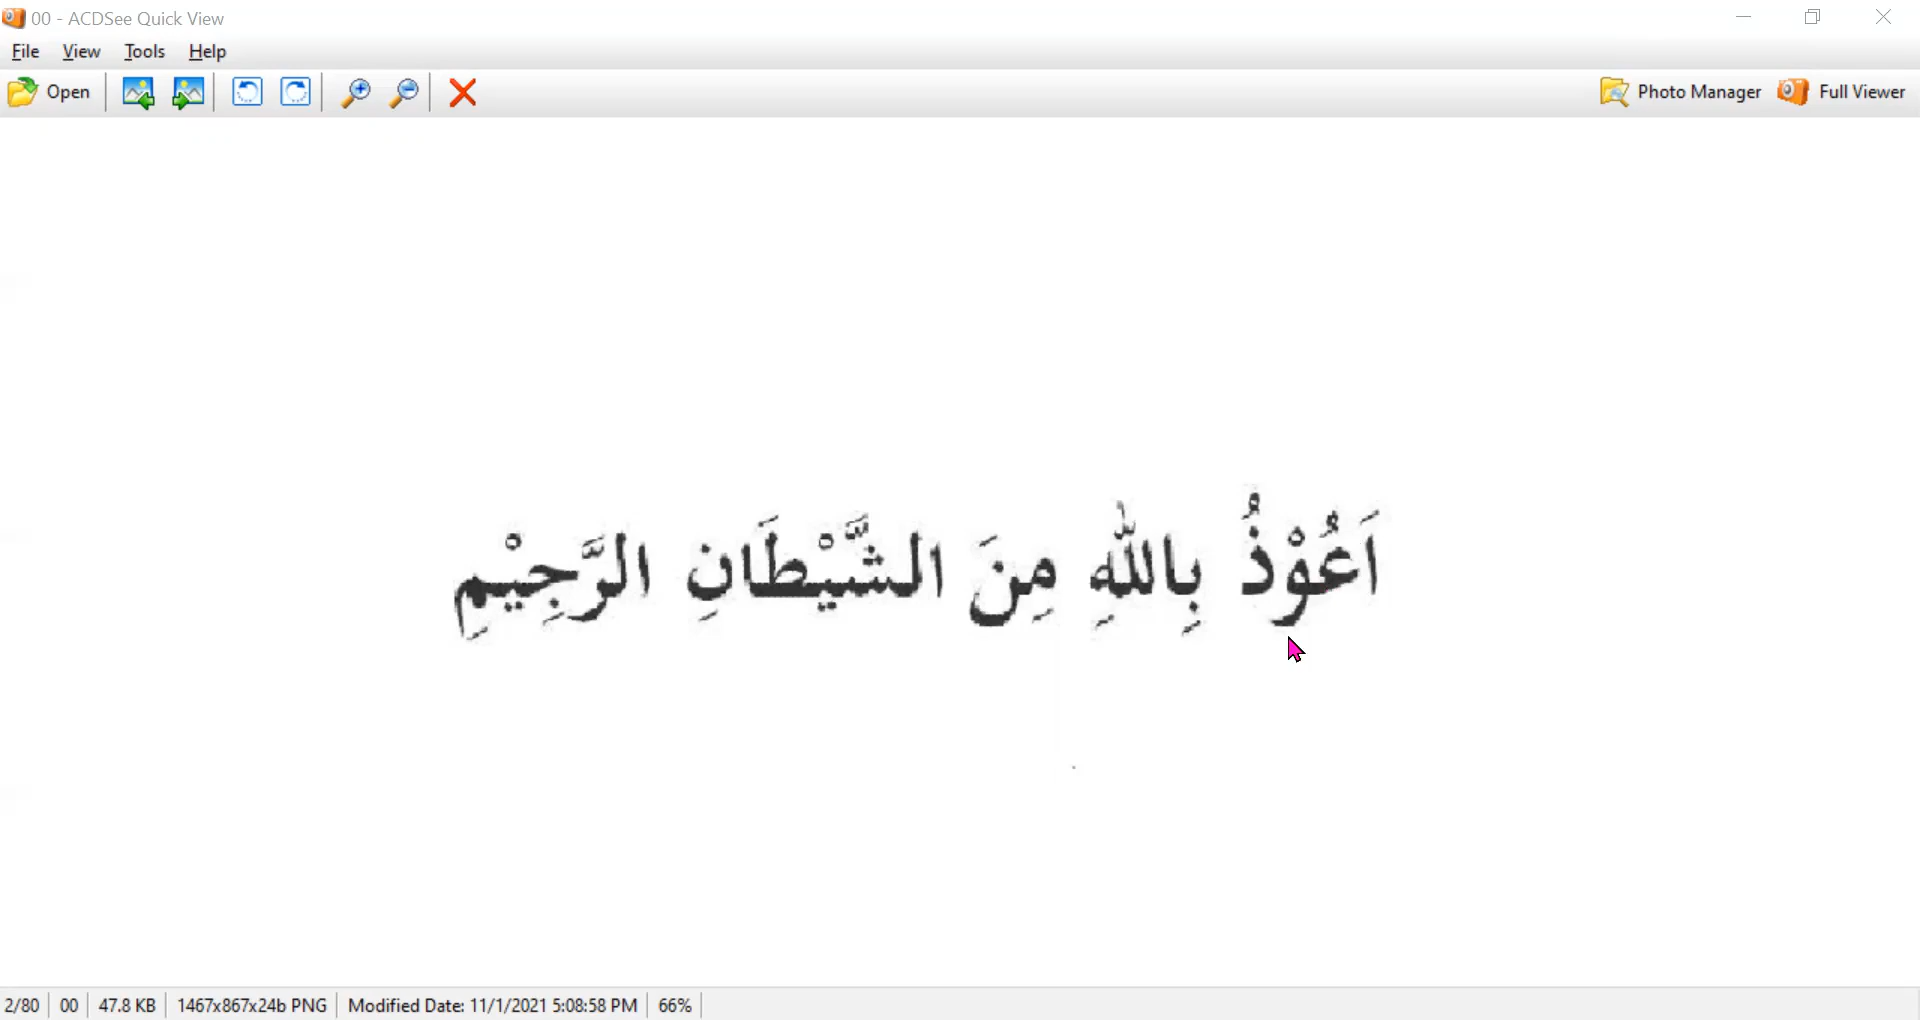 00 - ACDSee Quick View
File View Tools Help
Open Photo Manager Full Viewer
اَعُوْذُ بِاللّٰهِ مِنَ الشَّيْطَانِ الرَّجِيْمِ
2/80 00 47.8 KB 1467x867x24b PNG Modified Date: 11/1/2021 5:08:58 PM 66%